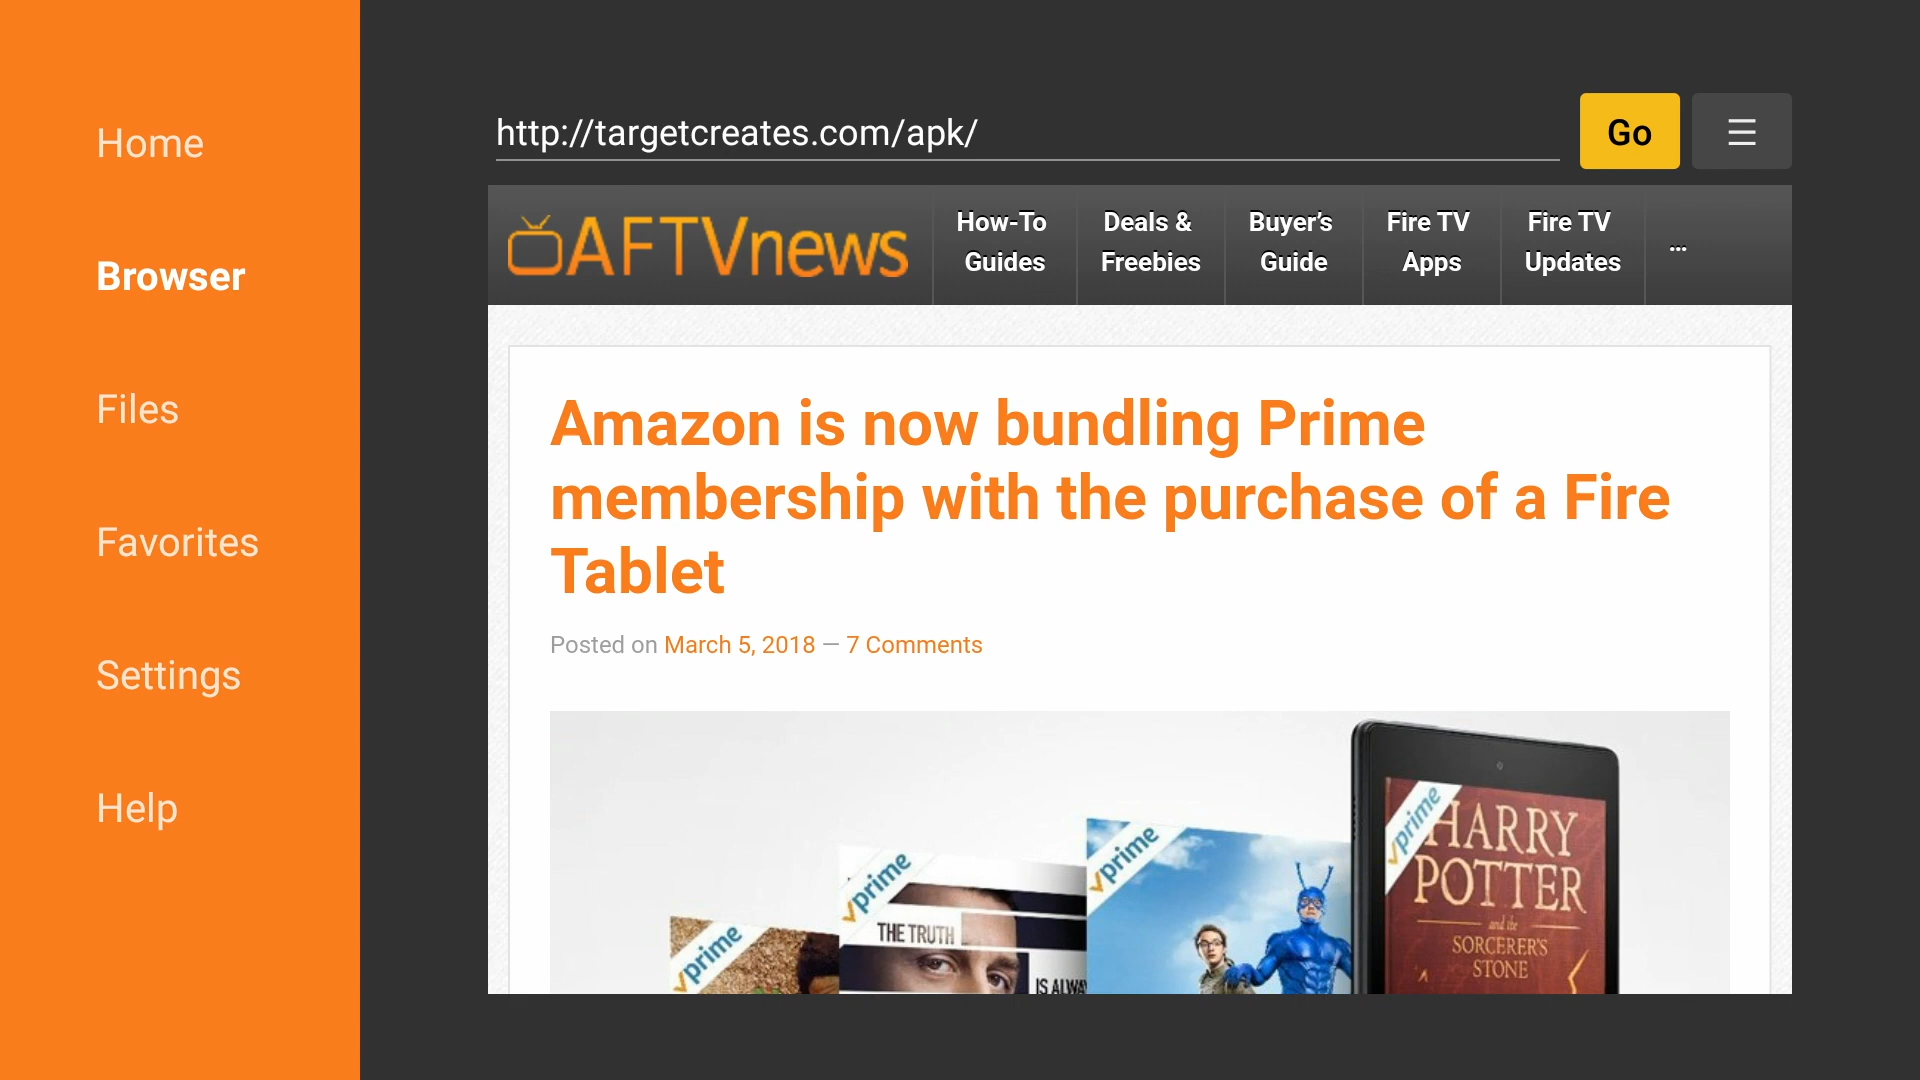 Home
Browser
Files
Favorites
Settings
Help
http://targetcreates.com/apk/
Go
AFTVnews
How-To
Guides
Deals &
Freebies
Buyer’s
Guide
Fire TV
Apps
Fire TV
Updates
...
Amazon is now bundling Prime
membership with the purchase of a Fire
Tablet
Posted on March 5, 2018 — 7 Comments
prime
prime
THE TRUTH
IS ALWA
prime
prime
HARRY
POTTER
and the
SORCERER'S
STONE